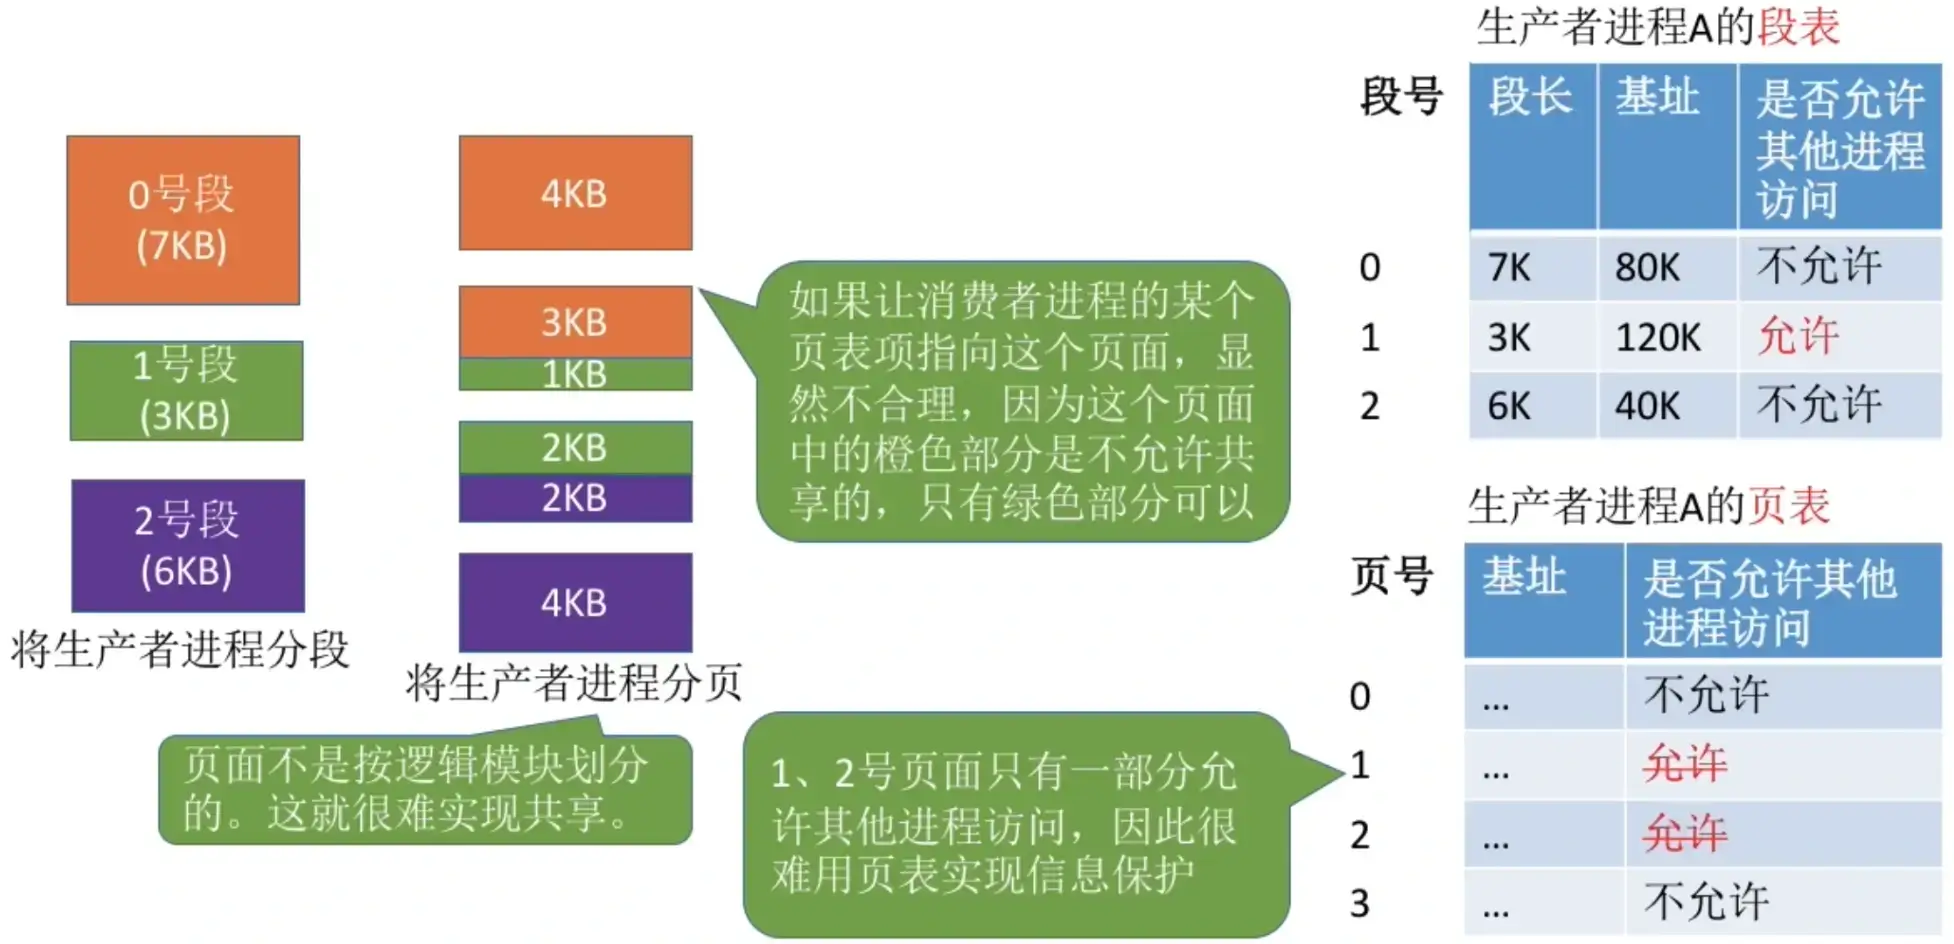 0号段
(7KB)
1号段
(3KB)
2号段
(6KB)
将生产者进程分段
4KB
3KB
1KB
2KB
2KB
4KB
将生产者进程分页
页面不是按逻辑模块划分
的。这就很难实现共享。
如果让消费者进程的某个
页表项指向这个页面，显
然不合理，因为这个页面
中的橙色部分是不允许共
享的，只有绿色部分可以
1、2号页面只有一部分允
许其他进程访问，因此很
难用页表实现信息保护
生产者进程A的段表
段号 段长 基址 是否允许
其他进程
访问
0 7K 80K 不允许
1 3K 120K 允许
2 6K 40K 不允许
生产者进程A的页表
页号 基址 是否允许其他
进程访问
0 ... 不允许
1 ... 允许
2 ... 允许
3 ... 不允许